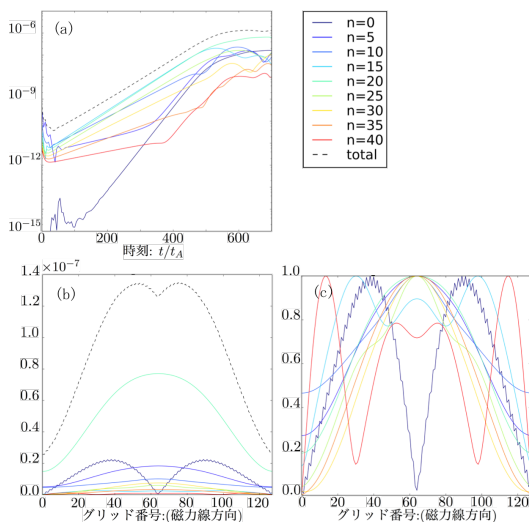 (a)
10⁻⁶
10⁻⁹
10⁻¹²
10⁻¹⁵
0 200 400 600
時刻: t/t_A
n=0
n=5
n=10
n=15
n=20
n=25
n=30
n=35
n=40
total
(b)
1.4 ×10⁻⁷
1.2
1.0
0.8
0.6
0.4
0.2
0.0
0 20 40 60 80 100 120
グリッド番号:(磁力線方向)
(c)
1.0
0.8
0.6
0.4
0.2
0.0
0 20 40 60 80 100 120
グリッド番号:(磁力線方向)